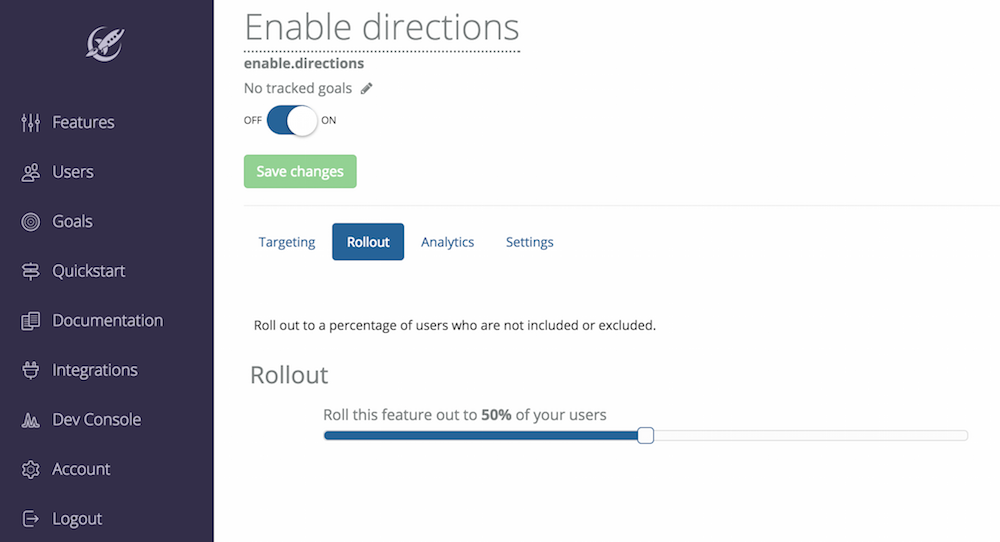 Features
Users
Goals
Quickstart
Documentation
Integrations
Dev Console
Account
Logout
Enable directions
enable.directions
No tracked goals
OFF ON
Save changes
Targeting Rollout Analytics Settings
Roll out to a percentage of users who are not included or excluded.
Rollout
Roll this feature out to 50% of your users